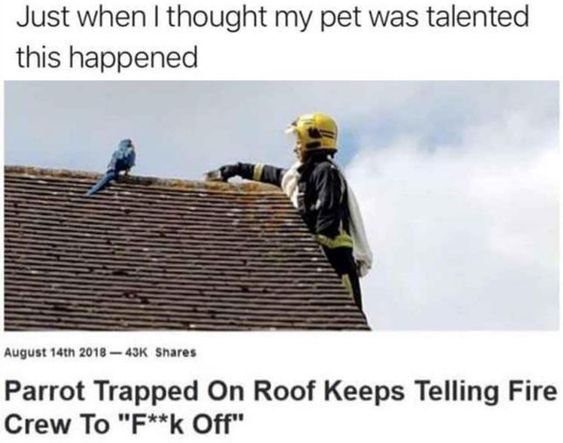 Just when I thought my pet was talented
this happened
August 14th 2018 — 43K Shares
Parrot Trapped On Roof Keeps Telling Fire
Crew To "F**k Off"